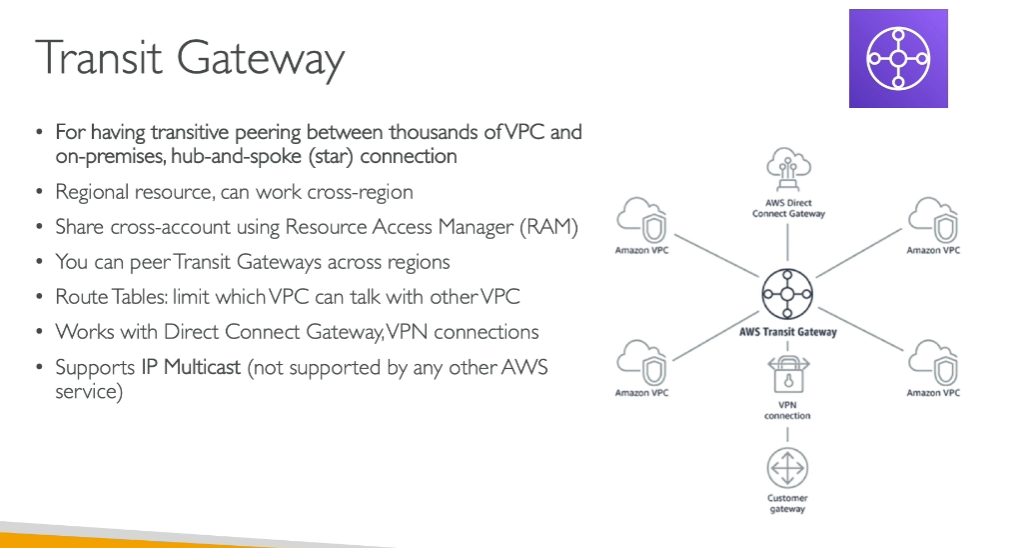 Transit Gateway
• For having transitive peering between thousands of VPC and
on-premises, hub-and-spoke (star) connection
• Regional resource, can work cross-region
• Share cross-account using Resource Access Manager (RAM)
• You can peer Transit Gateways across regions
• Route Tables: limit which VPC can talk with other VPC
• Works with Direct Connect Gateway, VPN connections
• Supports IP Multicast (not supported by any other AWS
service)
AWS Direct
Connect Gateway
Amazon VPC
Amazon VPC
AWS Transit Gateway
Amazon VPC
Amazon VPC
VPN
connection
Customer
gateway